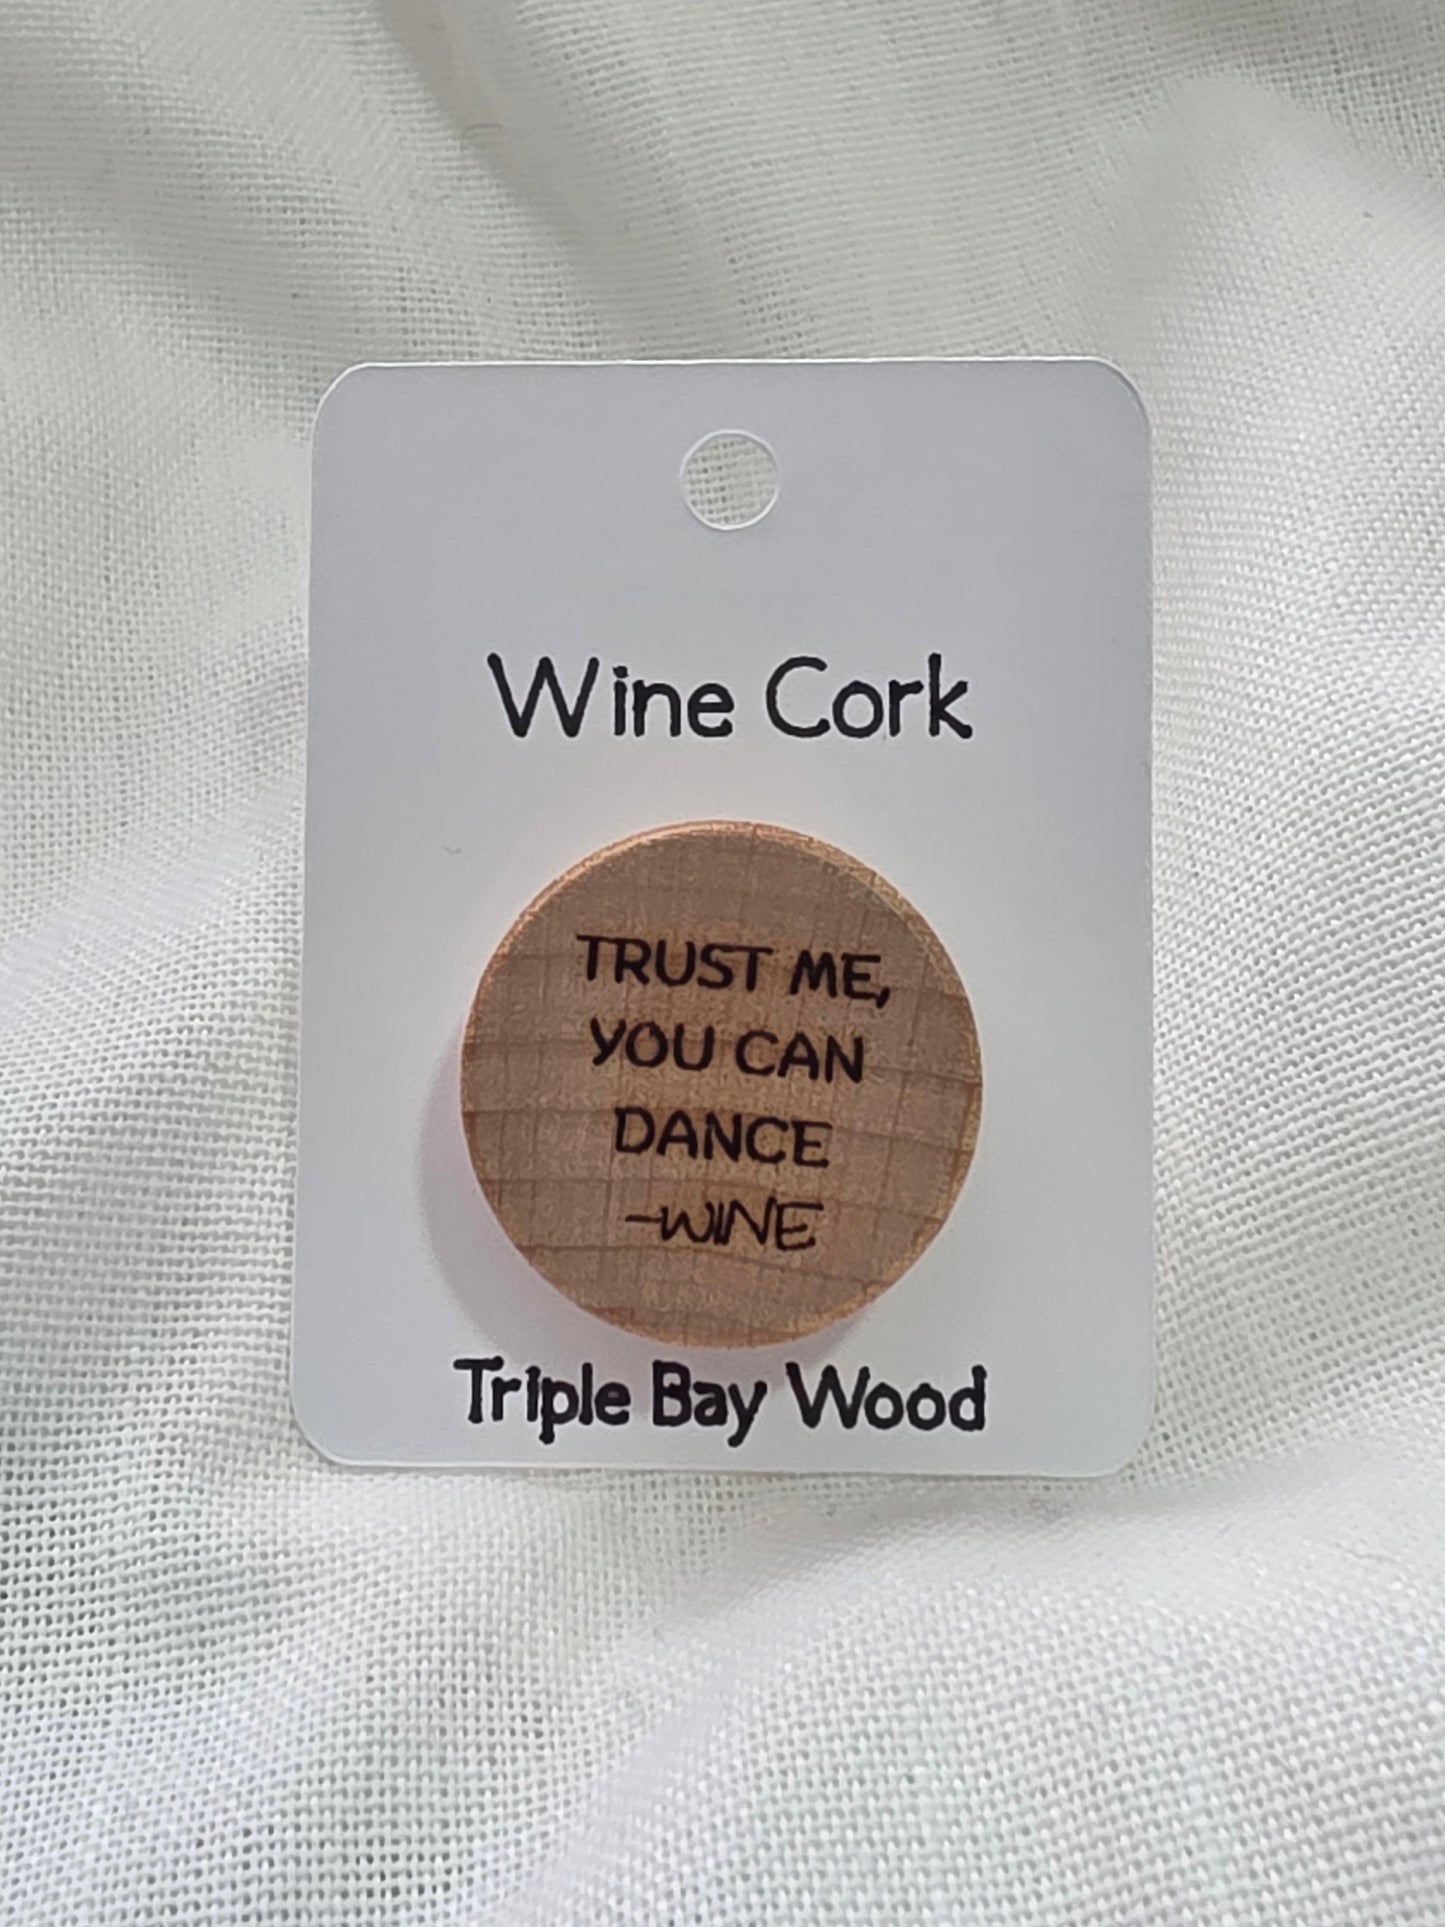 Wine Cork
TRUST ME,
YOU CAN
DANCE
-WINE
Triple Bay Wood